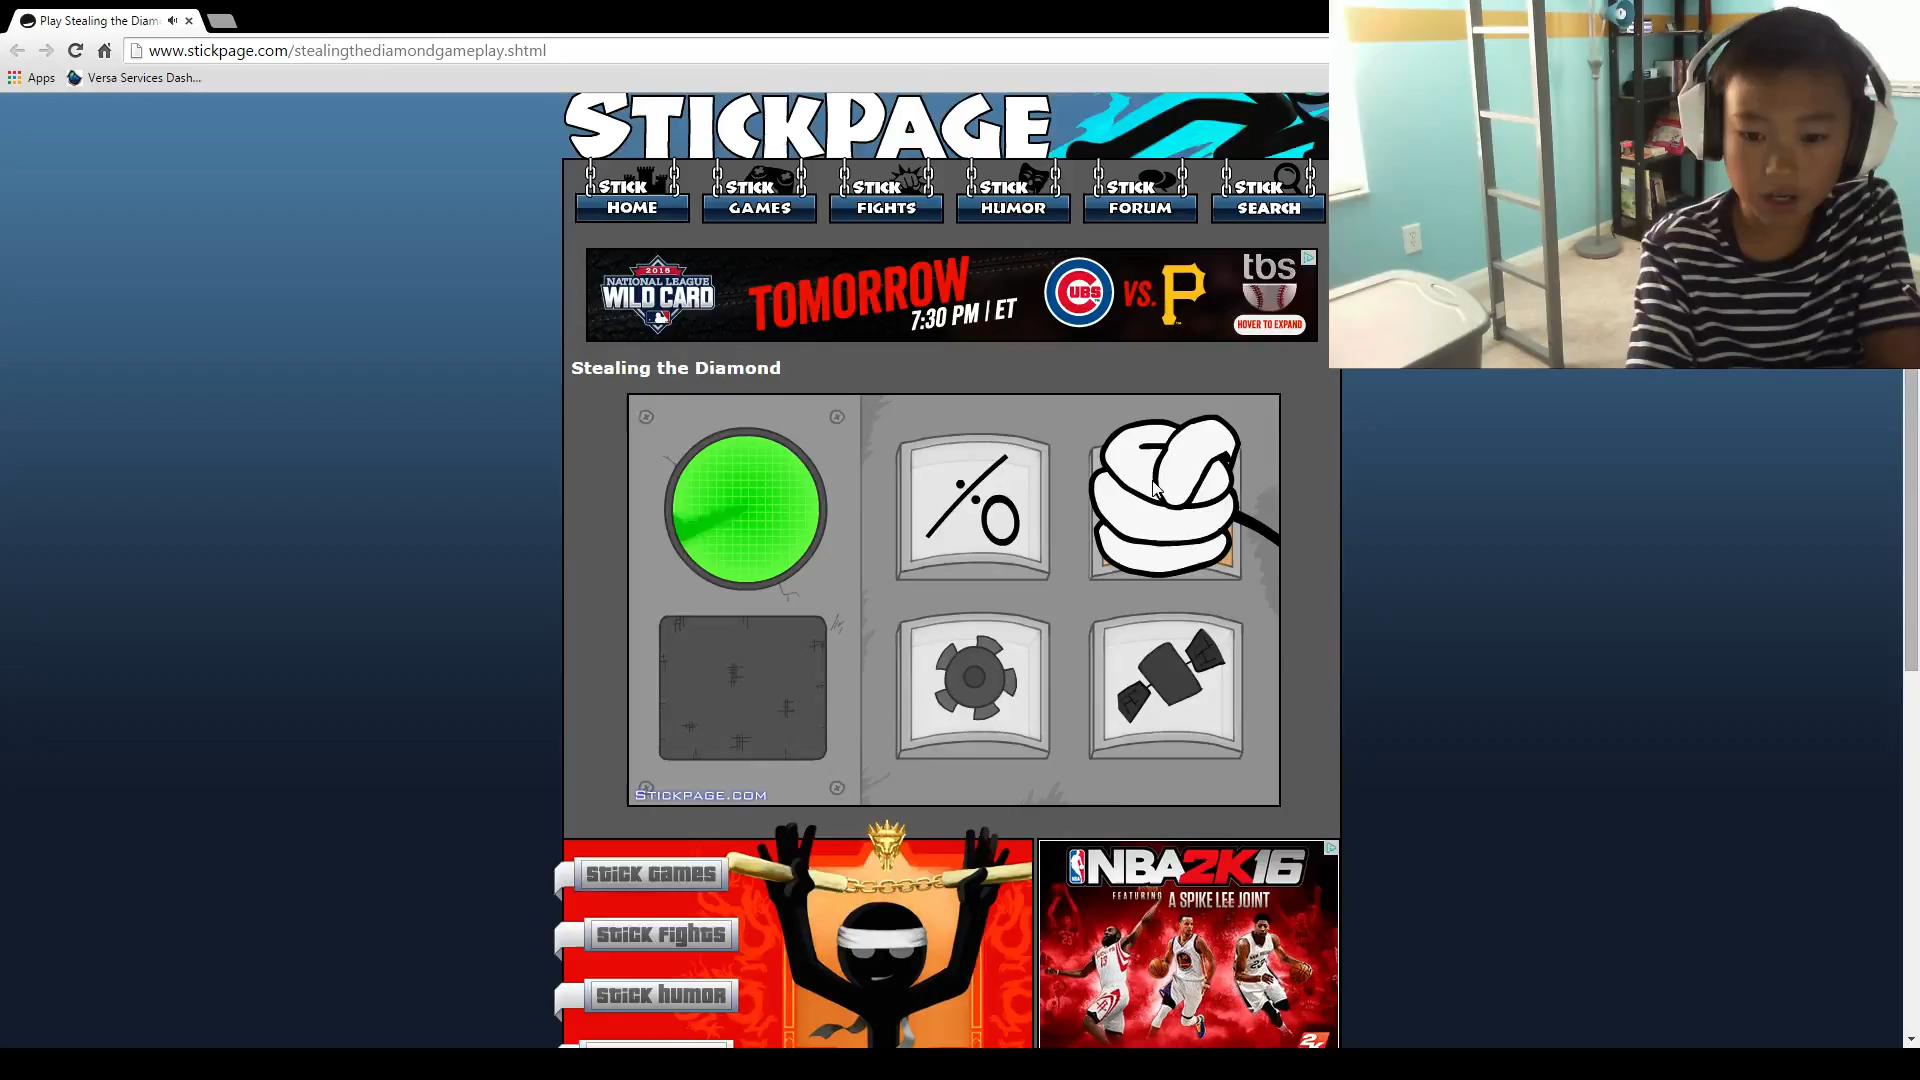 Play Stealing the Diam
www.stickpage.com/stealingthediamondgameplay.shtml
Apps
Versa Services Dash...
STICKPAGE
STICK HOME
STICK GAMES
STICK FIGHTS
STICK HUMOR
STICK FORUM
STICK SEARCH
2015
NATIONAL LEAGUE
WILD CARD
TOMORROW
7:30 PM | ET
CUBS
VS.
P
tbs
HOVER TO EXPAND
Stealing the Diamond
STICKPAGE.COM
STICK GAMES
STICK FIGHTS
STICK HUMOR
NBA 2K16
FEATURING A SPIKE LEE JOINT
2K